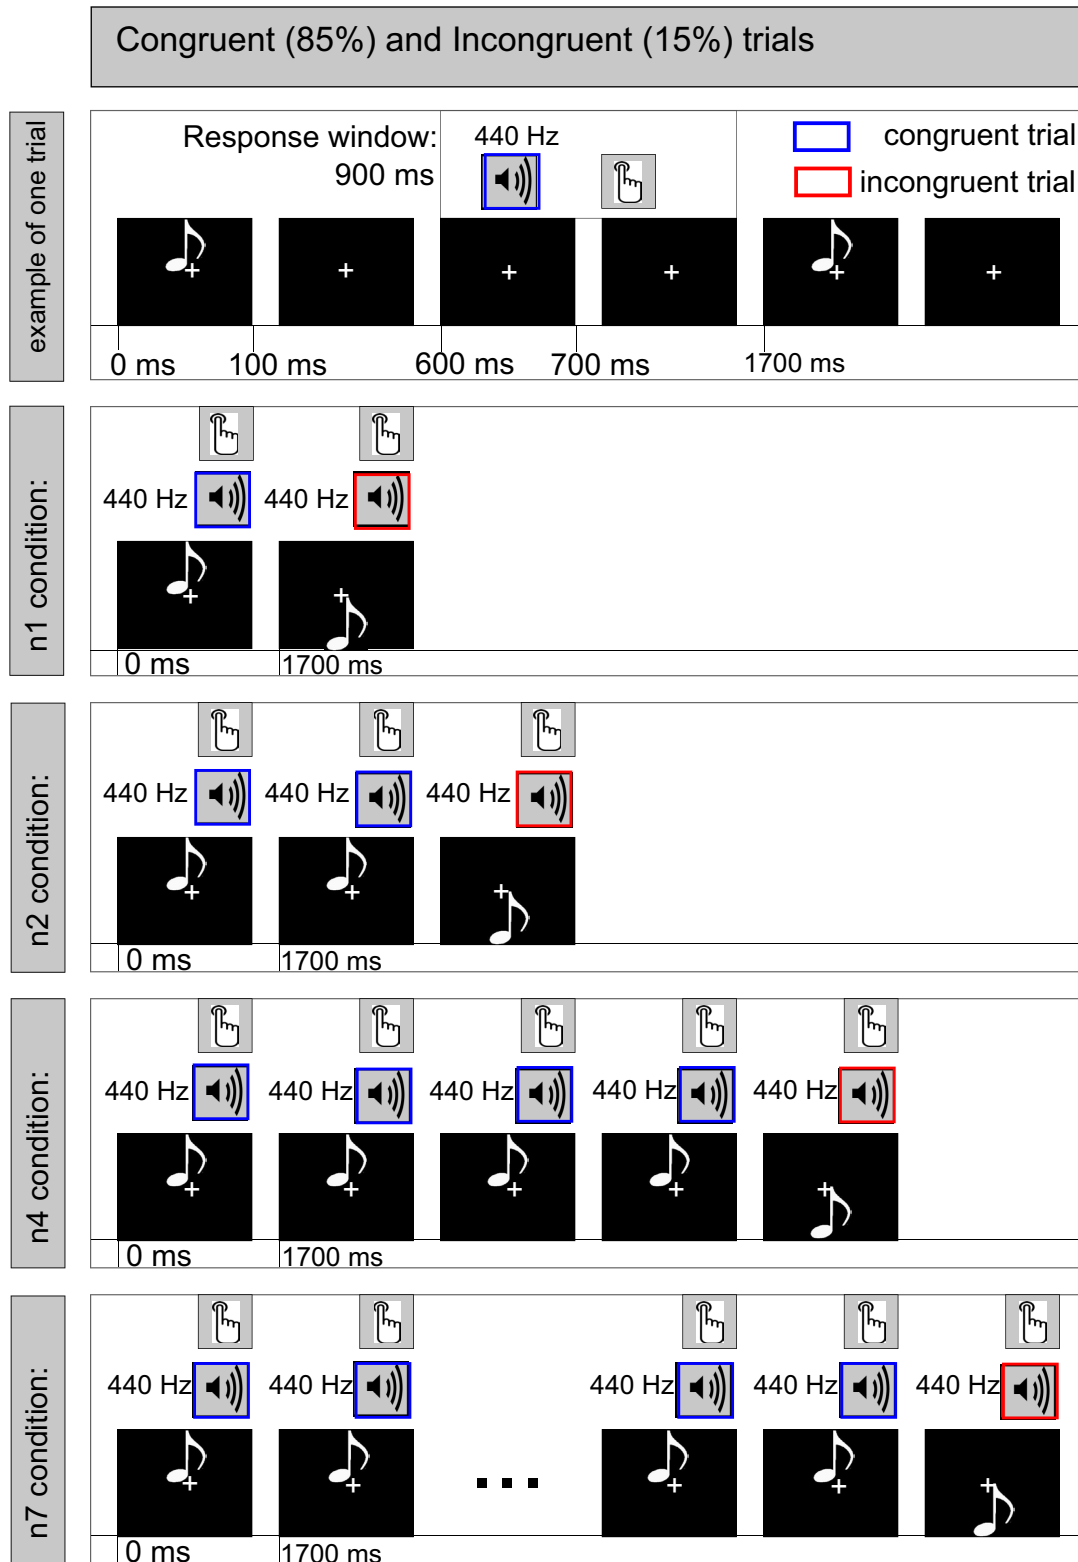 Congruent (85%) and Incongruent (15%) trials
example of one trial
Response window:
900 ms
440 Hz
congruent trial
incongruent trial
0 ms 100 ms 600 ms 700 ms 1700 ms
n1 condition:
440 Hz 440 Hz
0 ms 1700 ms
n2 condition:
440 Hz 440 Hz 440 Hz
0 ms 1700 ms
n4 condition:
440 Hz 440 Hz 440 Hz 440 Hz 440 Hz
0 ms 1700 ms
n7 condition:
440 Hz 440 Hz 440 Hz 440 Hz 440 Hz
...
0 ms 1700 ms